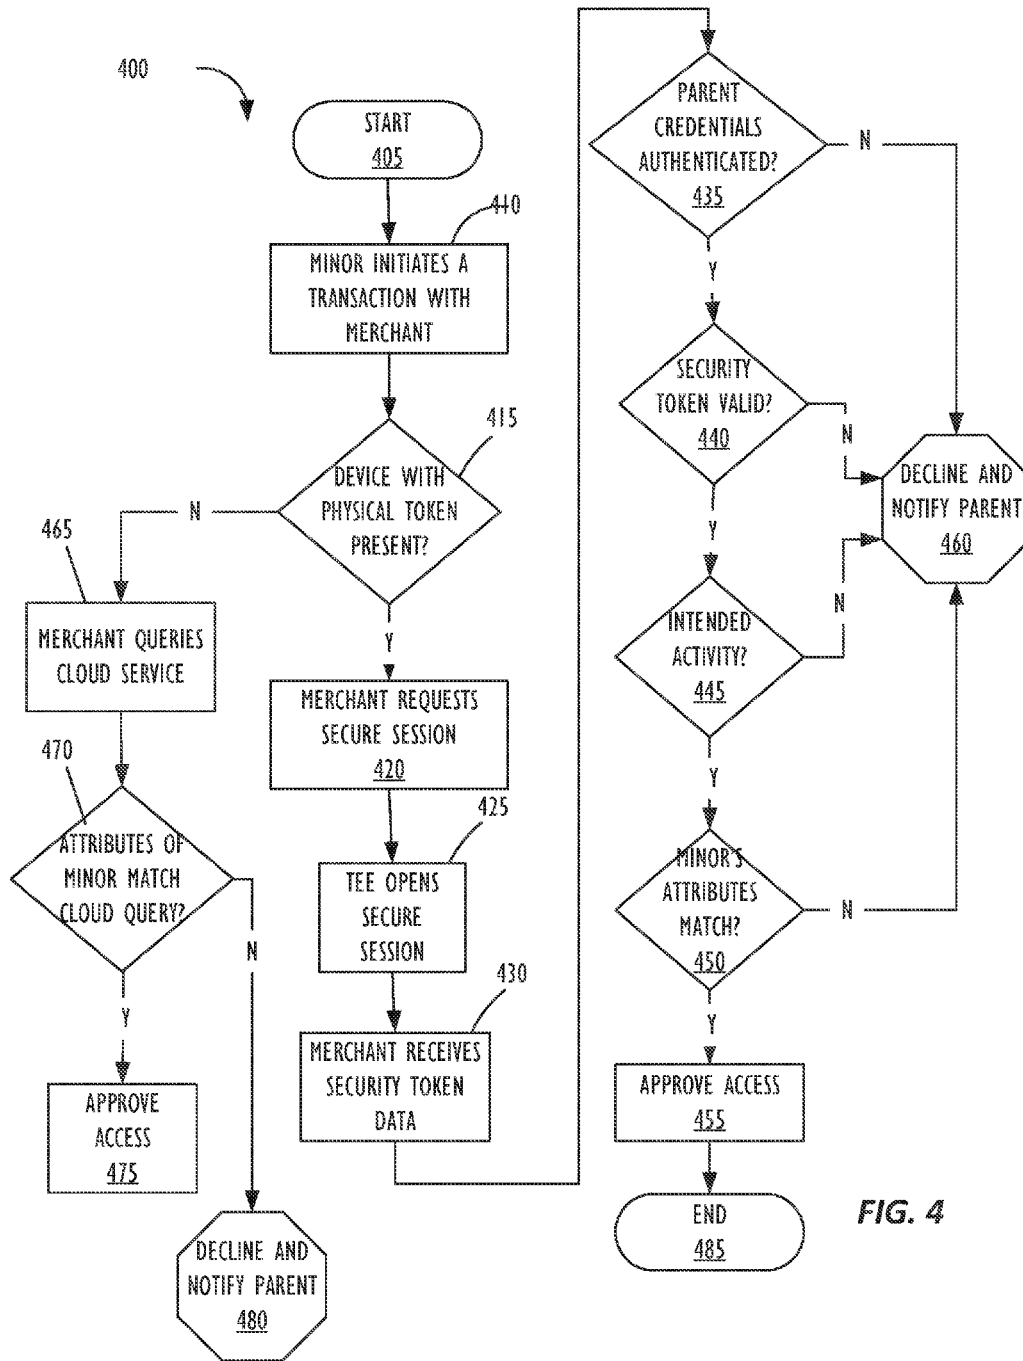 400
START
405
410
MINOR INITIATES A
TRANSACTION WITH
MERCHANT
415
DEVICE WITH
PHYSICAL TOKEN
PRESENT?
N
Y
465
MERCHANT QUERIES
CLOUD SERVICE
470
ATTRIBUTES OF
MINOR MATCH
CLOUD QUERY?
N
Y
APPROVE
ACCESS
475
DECLINE AND
NOTIFY PARENT
480
MERCHANT REQUESTS
SECURE SESSION
420
425
TEE OPENS
SECURE
SESSION
430
MERCHANT RECEIVES
SECURITY TOKEN
DATA
PARENT
CREDENTIALS
AUTHENTICATED?
435
N
Y
SECURITY
TOKEN VALID?
440
N
Y
DECLINE AND
NOTIFY PARENT
460
INTENDED
ACTIVITY?
445
N
Y
MINOR'S
ATTRIBUTES
MATCH?
450
N
Y
APPROVE ACCESS
455
END
485
FIG. 4